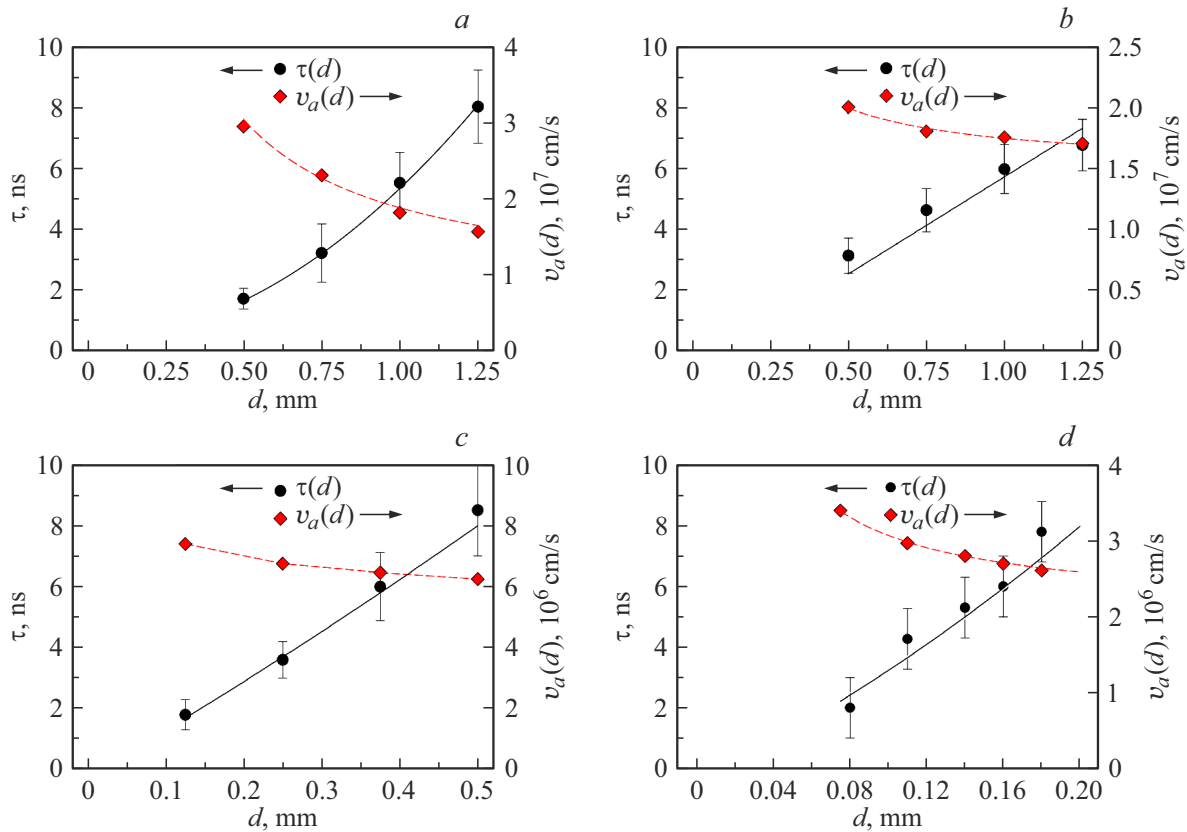 a
10
8
6
4
2
0
τ, ns
4
3
2
1
0
v_a(d), 10^7 cm/s
τ(d)
v_a(d)
0 0.25 0.50 0.75 1.00 1.25
d, mm
b
10
8
6
4
2
0
τ, ns
2.5
2.0
1.5
1.0
0.5
0
v_a(d), 10^7 cm/s
τ(d)
v_a(d)
0 0.25 0.50 0.75 1.00 1.25
d, mm
c
10
8
6
4
2
0
τ, ns
10
8
6
4
2
0
v_a(d), 10^6 cm/s
τ(d)
v_a(d)
0 0.1 0.2 0.3 0.4 0.5
d, mm
d
10
8
6
4
2
0
τ, ns
4
3
2
1
0
v_a(d), 10^6 cm/s
τ(d)
v_a(d)
0 0.04 0.08 0.12 0.16 0.20
d, mm